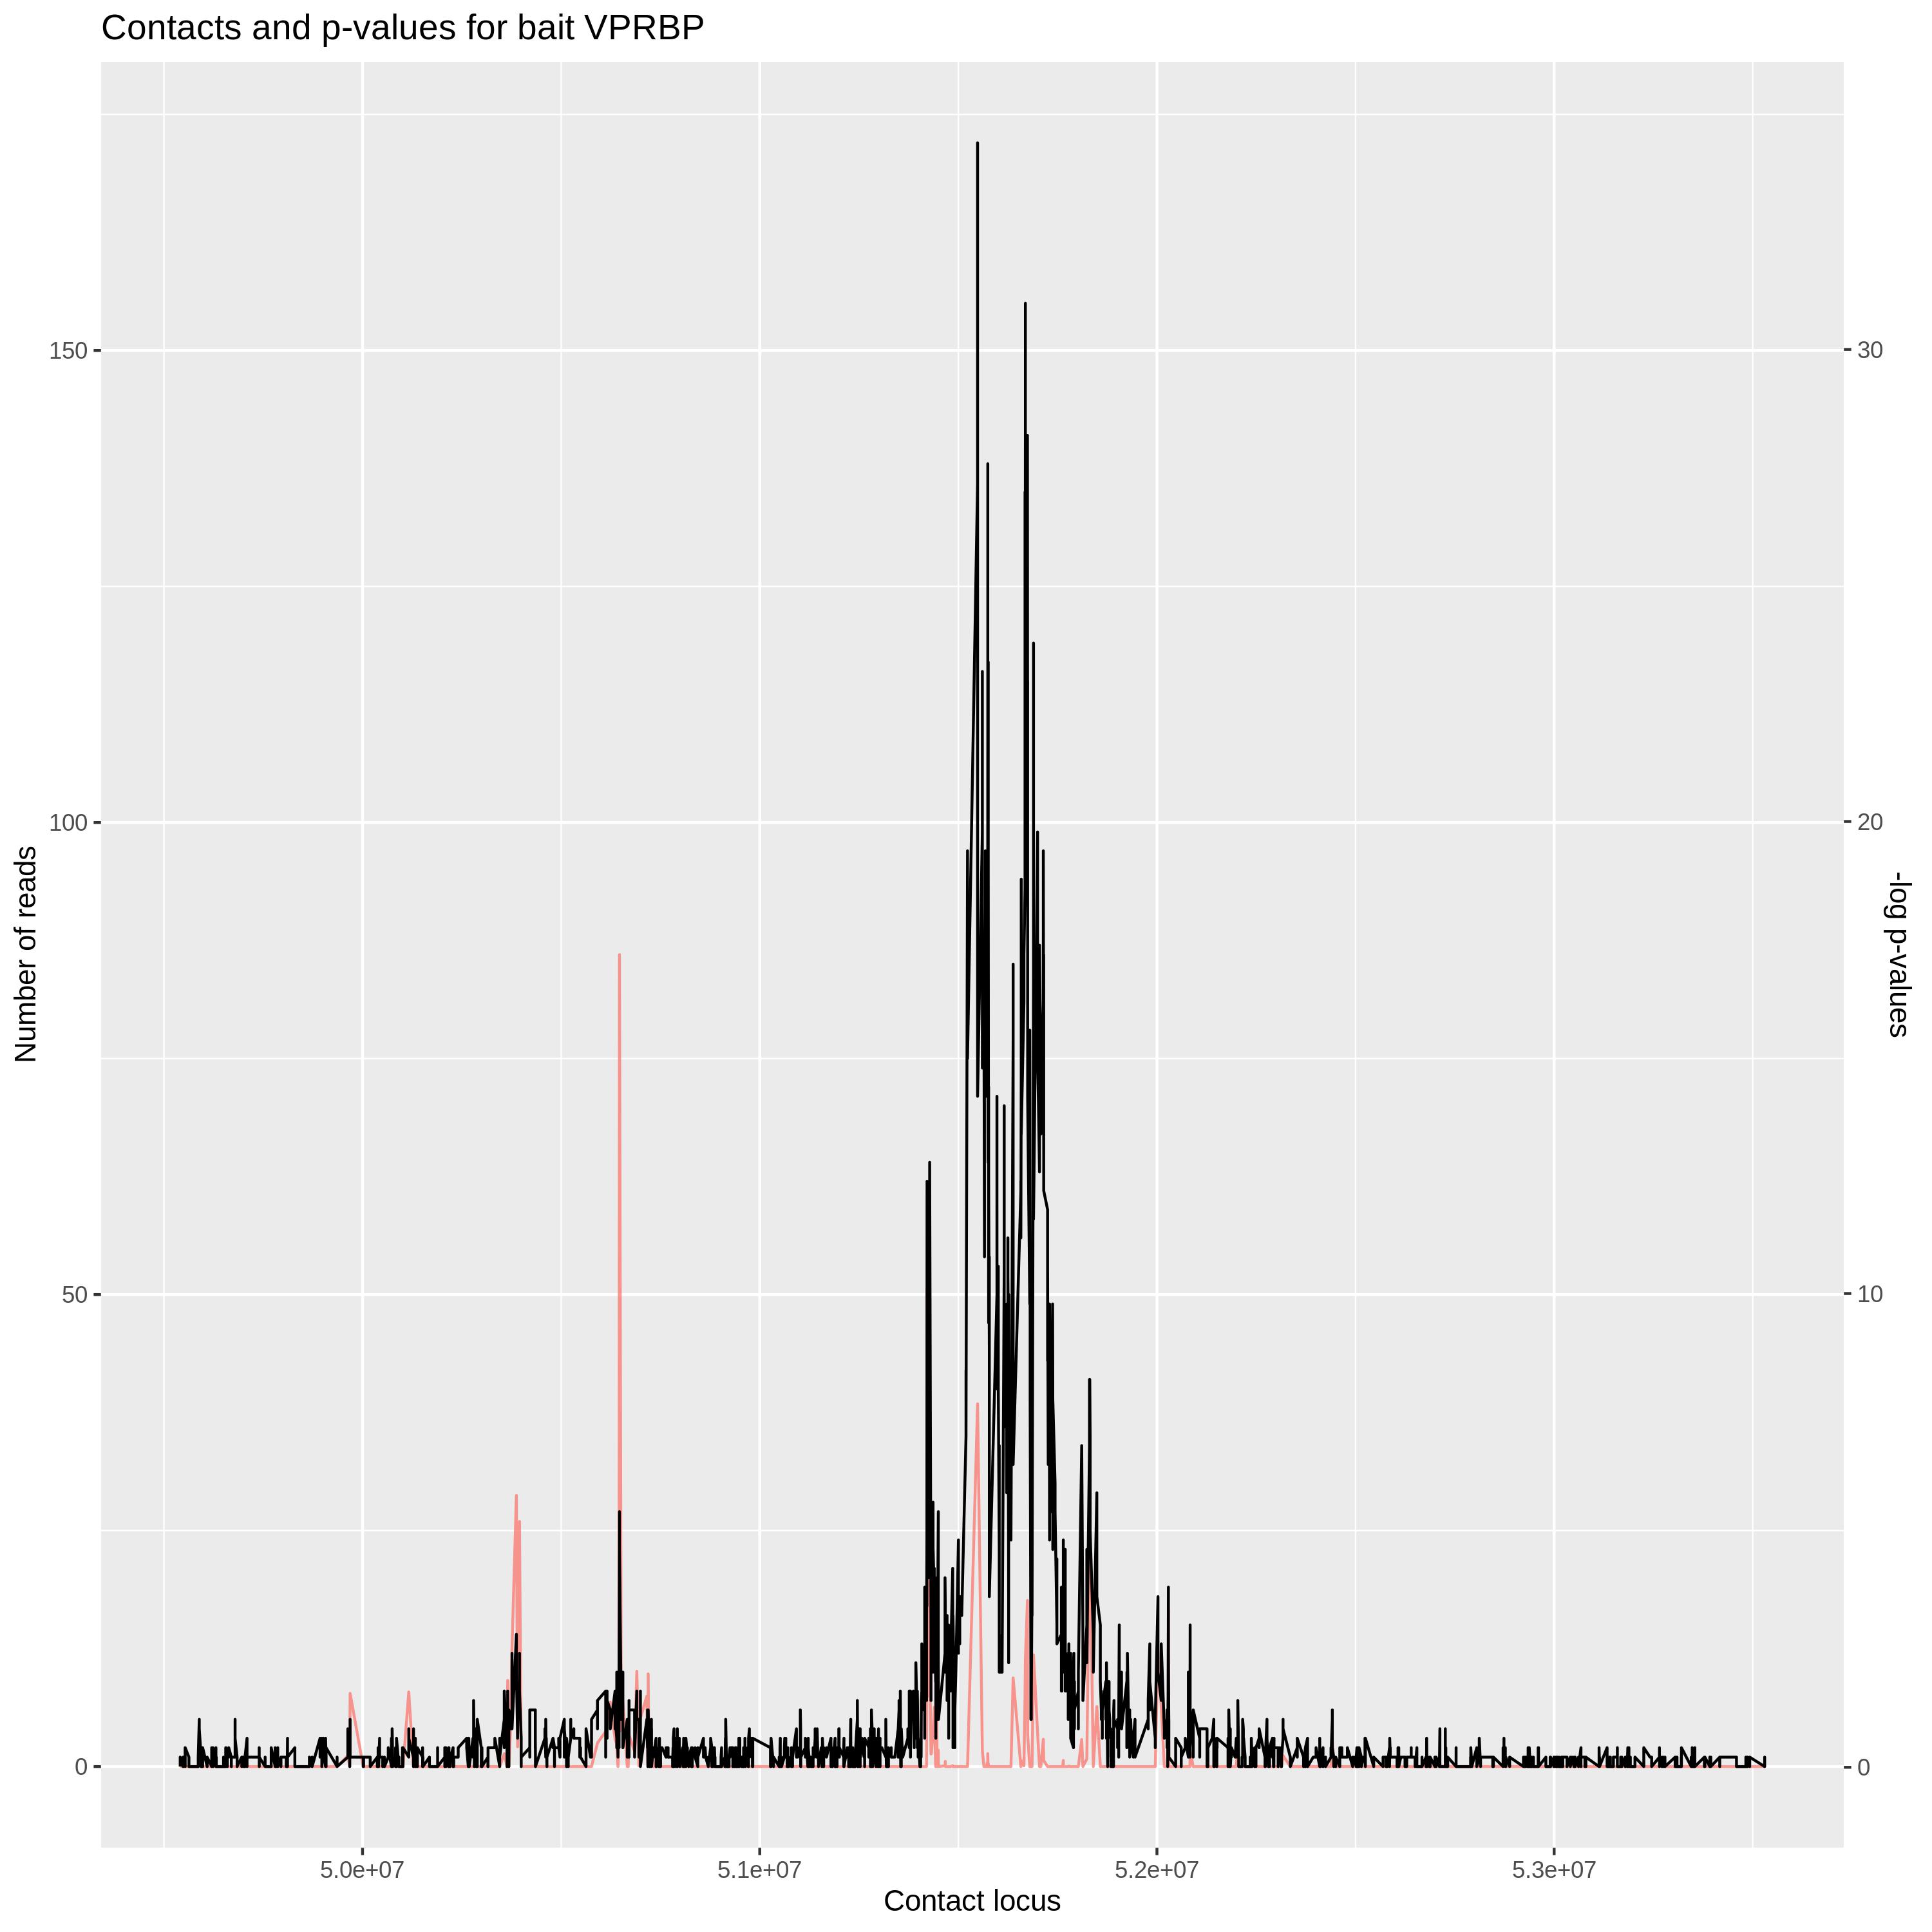 Contacts and p-values for bait VPRBP
150
100
50
0
Number of reads
30
20
10
0
-log p-values
5.0e+07
5.1e+07
5.2e+07
5.3e+07
Contact locus